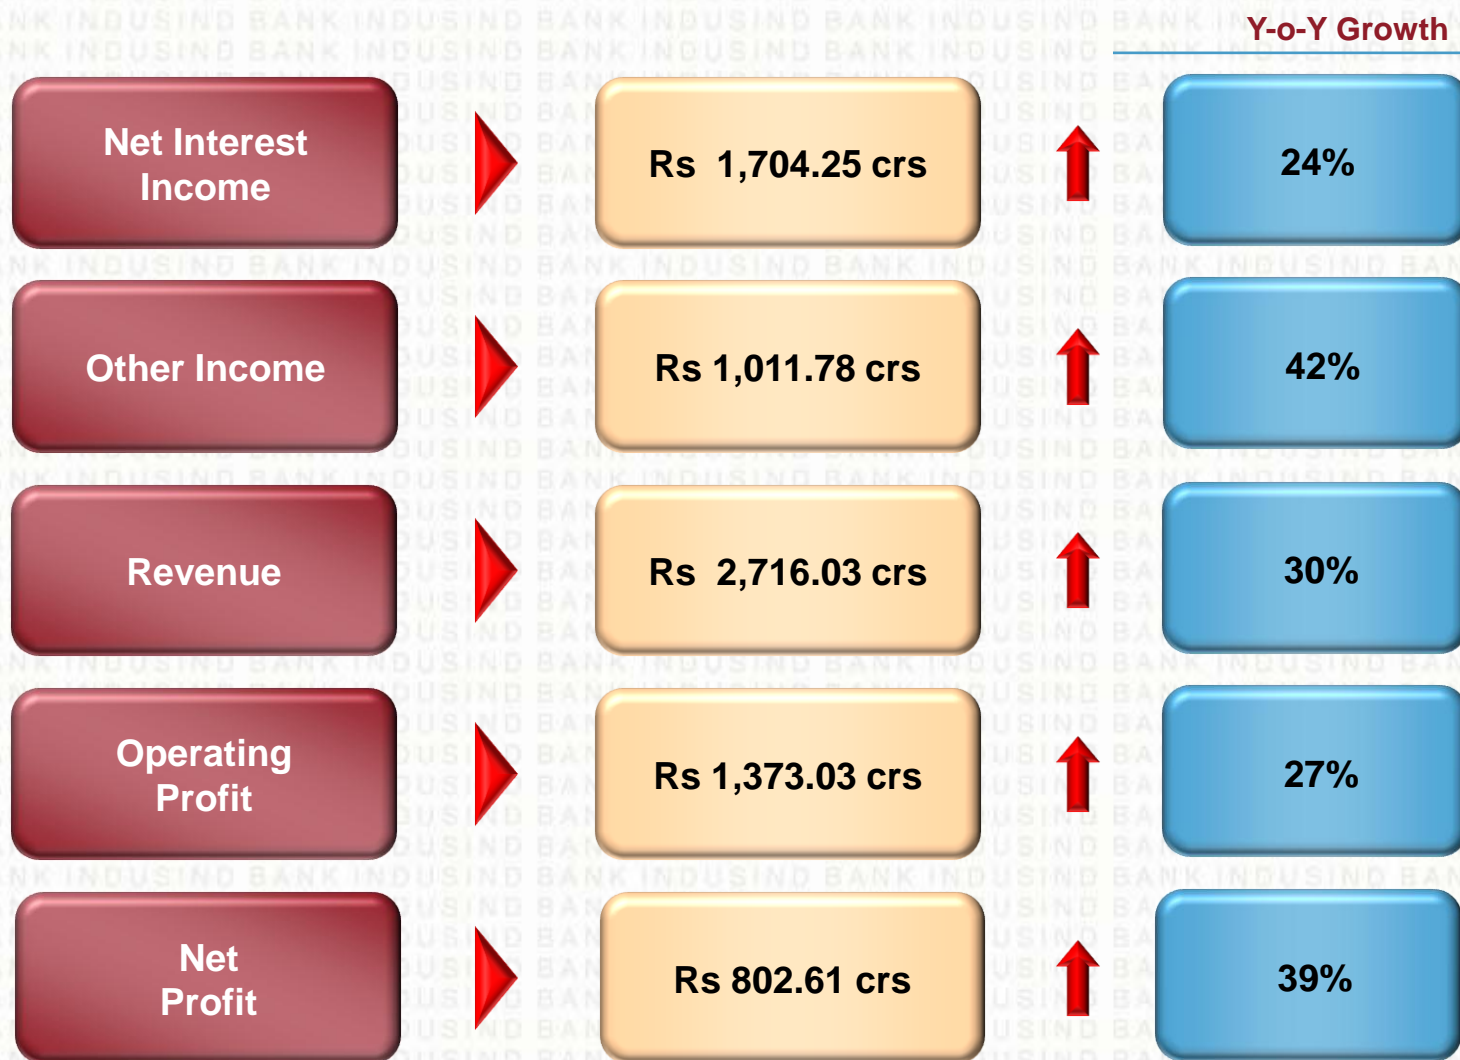 Y-o-Y Growth
Net Interest
Income
Rs 1,704.25 crs
24%
Other Income
Rs 1,011.78 crs
42%
Revenue
Rs 2,716.03 crs
30%
Operating
Profit
Rs 1,373.03 crs
27%
Net
Profit
Rs 802.61 crs
39%